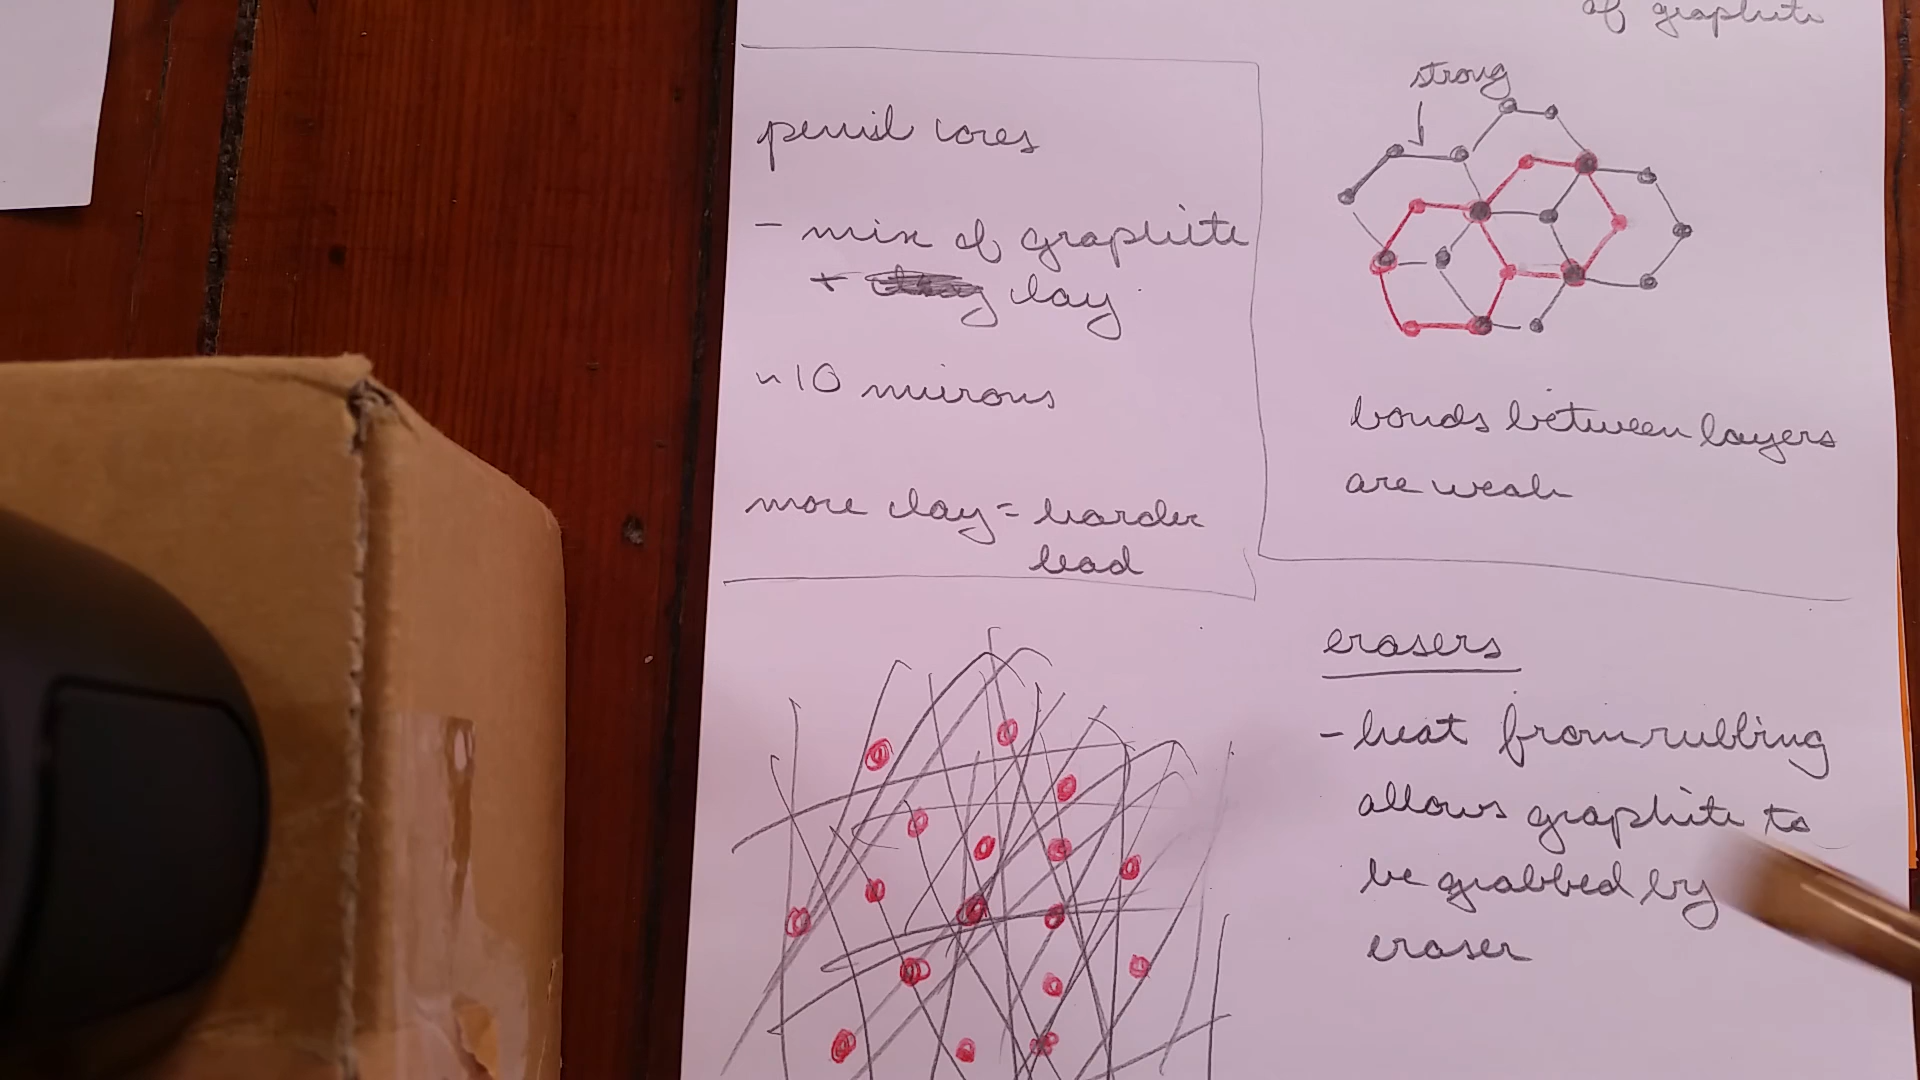 of graphite
strong
pencil cores
- mix of graphite
+ clay
~10 microns
more clay = harder
lead
bonds between layers
are weak
erasers
- heat from rubbing
allows graphite to
be grabbed by
eraser